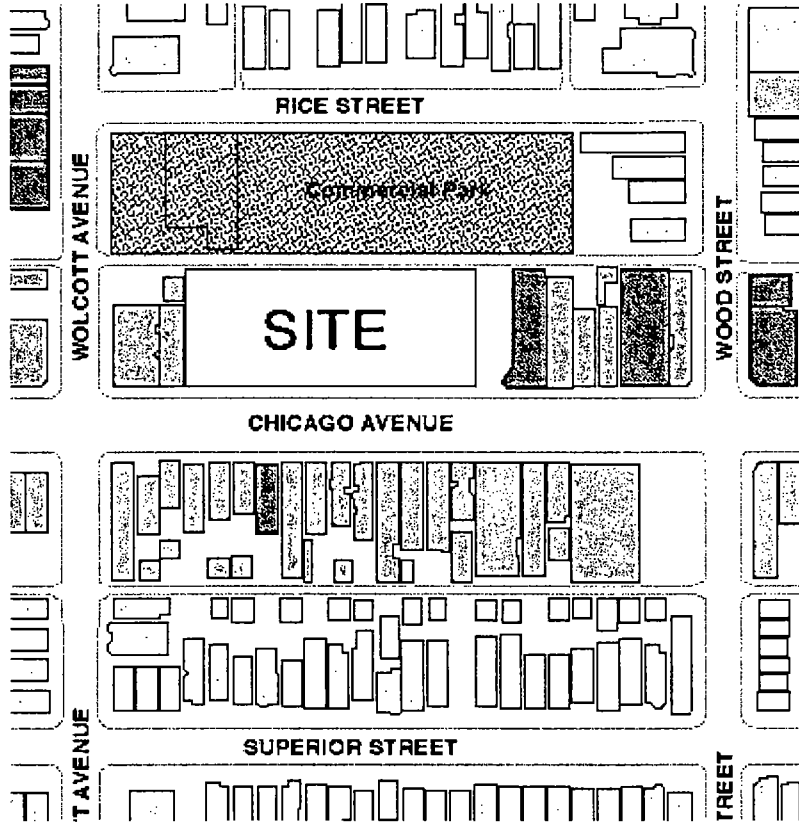 RICE STREET
Commercial Park
WOLCOTT AVENUE
WOOD STREET
SITE
CHICAGO AVENUE
SUPERIOR STREET
T AVENUE
TREET